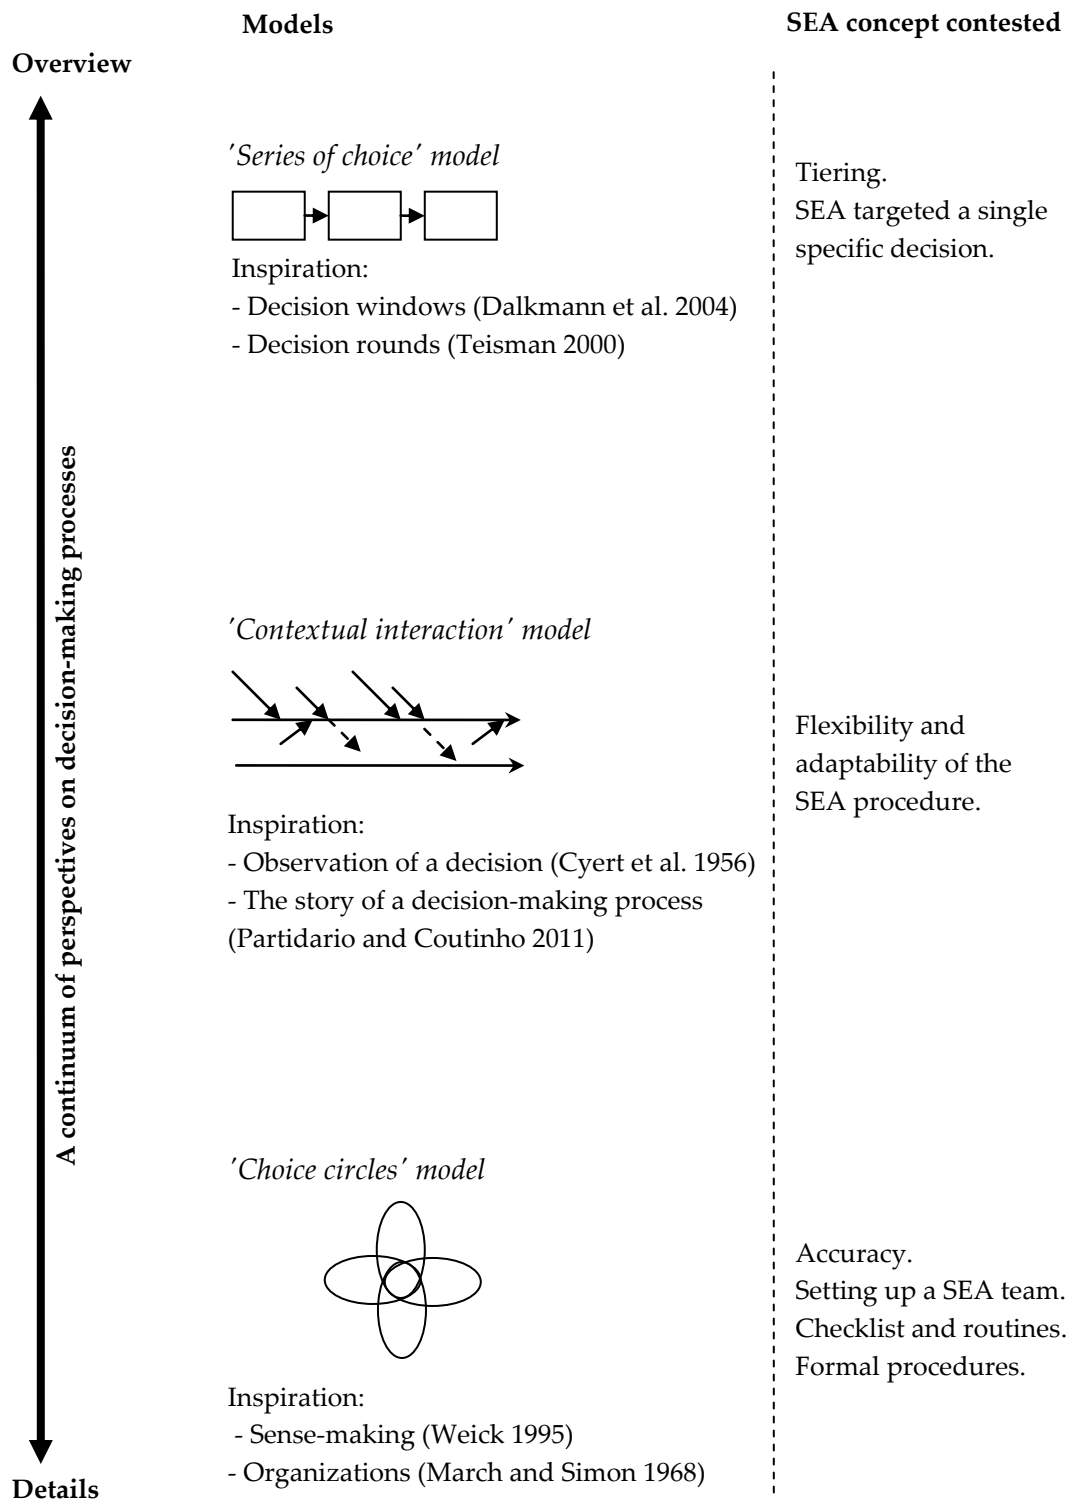 Models
SEA concept contested
Overview
A continuum of perspectives on decision-making processes
'Series of choice' model
Inspiration:
- Decision windows (Dalkmann et al. 2004)
- Decision rounds (Teisman 2000)
Tiering.
SEA targeted a single
specific decision.
'Contextual interaction' model
Inspiration:
- Observation of a decision (Cyert et al. 1956)
- The story of a decision-making process
(Partidario and Coutinho 2011)
Flexibility and
adaptability of the
SEA procedure.
'Choice circles' model
Inspiration:
- Sense-making (Weick 1995)
- Organizations (March and Simon 1968)
Accuracy.
Setting up a SEA team.
Checklist and routines.
Formal procedures.
Details